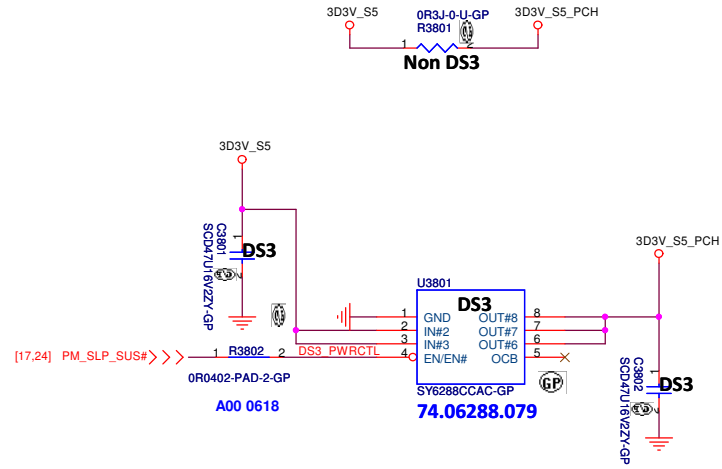 3D3V_S5
0R3J-0-U-GP
R3801
3D3V_S5_PCH
1
2
Non DS3
3D3V_S5
C3801
SCD47U16V2ZY-GP
1
2
DS3
3D3V_S5_PCH
U3801
DS3
1 GND OUT#8 8
2 IN#2 OUT#7 7
3 IN#3 OUT#6 6
4 EN/EN# OCB 5
[17,24] PM_SLP_SUS#
1 R3802 2
DS3_PWRCTL
0R0402-PAD-2-GP
A00 0618
SY6288CCAC-GP
74.06288.079
GP
C3802
SCD47U16V2ZY-GP
1
2
DS3